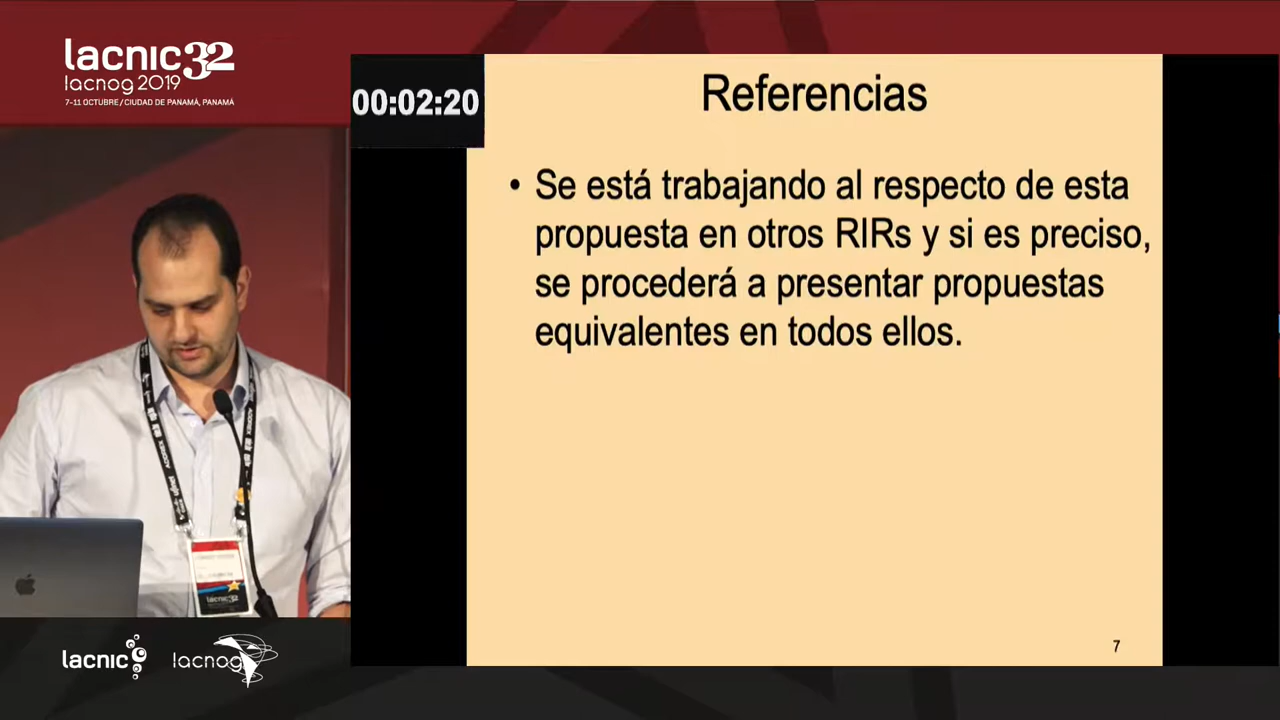 lacnic32
lacnog 2019
7-11 OCTUBRE / CIUDAD DE PANAMÁ, PANAMÁ
00:02:20
Referencias
• Se está trabajando al respecto de esta
propuesta en otros RIRs y si es preciso,
se procederá a presentar propuestas
equivalentes en todos ellos.
7
lacnic32
lacnic
lacnog